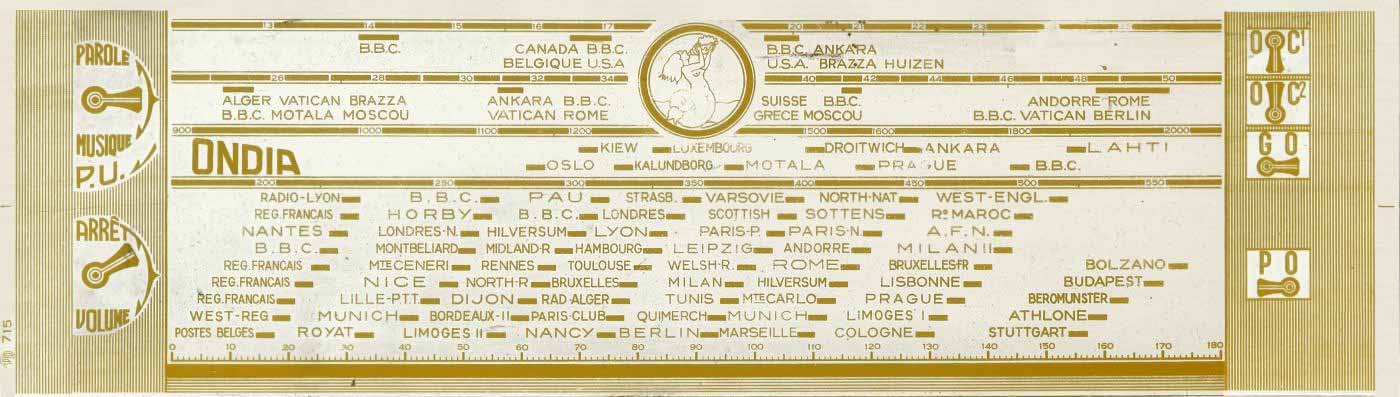 PAROLE
MUSIQUE
P.U.
ARRÊT
VOLUME
715
13 14 15 16 17 20 21 22 23 25
B.B.C. CANADA B.B.C. B.B.C. ANKARA
BELGIQUE U.S.A U.S.A. BRAZZA HUIZEN
26 28 30 32 34 40 42 44 46 48 50
ALGER VATICAN BRAZZA ANKARA B.B.C. SUISSE B.B.C. ANDORRE ROME
B.B.C. MOTALA MOSCOU VATICAN ROME GRECE MOSCOU B.B.C. VATICAN BERLIN
900 1000 1100 1200 1500 1600 1800 2000
KIEW LUXEMBOURG DROITWICH ANKARA LAHTI
ONDIA
OSLO KALUNDBORG MOTALA PRAGUE B.B.C.
200 250 300 350 400 450 500 550
RADIO-LYON B.B.C. PAU STRASB. VARSOVIE NORTH-NAT WEST-ENGL.
REG.FRANCAIS HORBY B.B.C. LONDRES SCOTTISH SOTTENS Rº MAROC
NANTES LONDRES-N. HILVERSUM LYON PARIS-P. PARIS-N. A.F.N.
B.B.C. MONTBELIARD MIDLAND-R HAMBOURG LEIPZIG ANDORRE MILAN II
REG.FRANCAIS MTE CENERI RENNES TOULOUSE WELSH-R. ROME BRUXELLES-FR BOLZANO
REG.FRANCAIS NICE NORTH-R BRUXELLES MILAN HILVERSUM LISBONNE BUDAPEST
REG.FRANCAIS LILLE-P.T.T. DIJON RAD-ALGER TUNIS MTE CARLO PRAGUE BEROMUNSTER
WEST-REG MUNICH BORDEAUX-II PARIS-CLUB QUIMERCH MUNICH LIMOGES I ATHLONE
POSTES BELGES ROYAT LIMOGES II NANCY BERLIN MARSEILLE COLOGNE STUTTGART
0 10 20 30 40 50 60 70 80 90 100 110 120 130 140 150 160 170 180
OC1
OC2
GO
PO